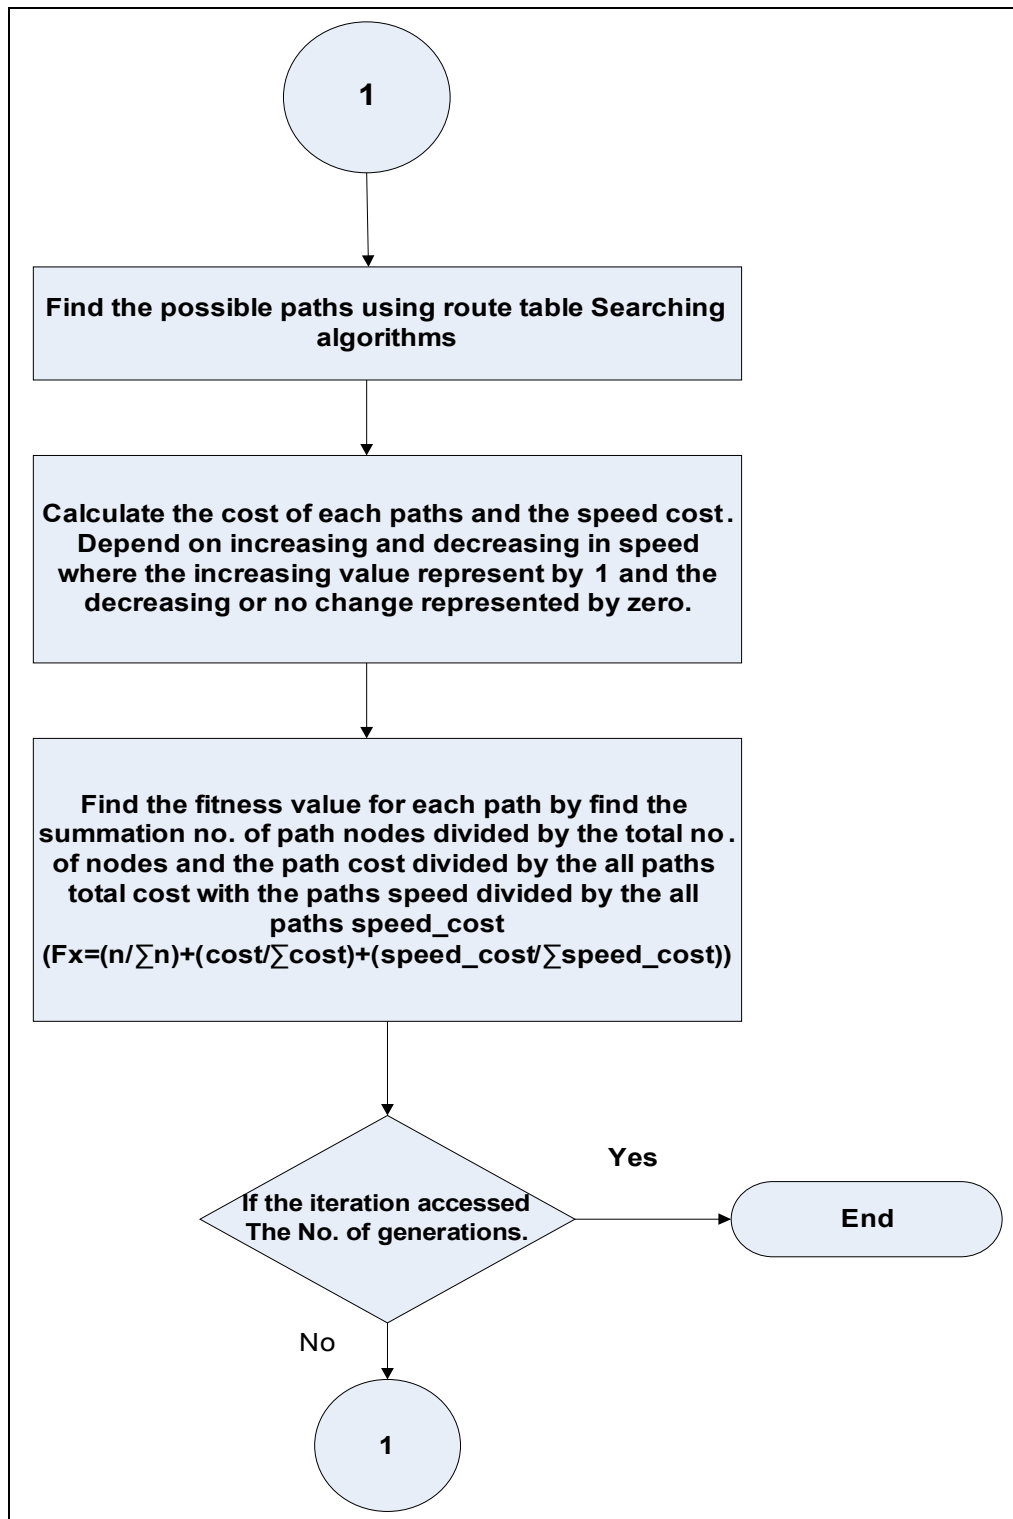 1
Find the possible paths using route table Searching
algorithms
Calculate the cost of each paths and the speed cost.
Depend on increasing and decreasing in speed
where the increasing value represent by 1 and the
decreasing or no change represented by zero.
Find the fitness value for each path by find the
summation no. of path nodes divided by the total no.
of nodes and the path cost divided by the all paths
total cost with the paths speed divided by the all
paths speed_cost
(Fx=(n/∑n)+(cost/∑cost)+(speed_cost/∑speed_cost))
Yes
If the iteration accessed
The No. of generations.
End
No
1